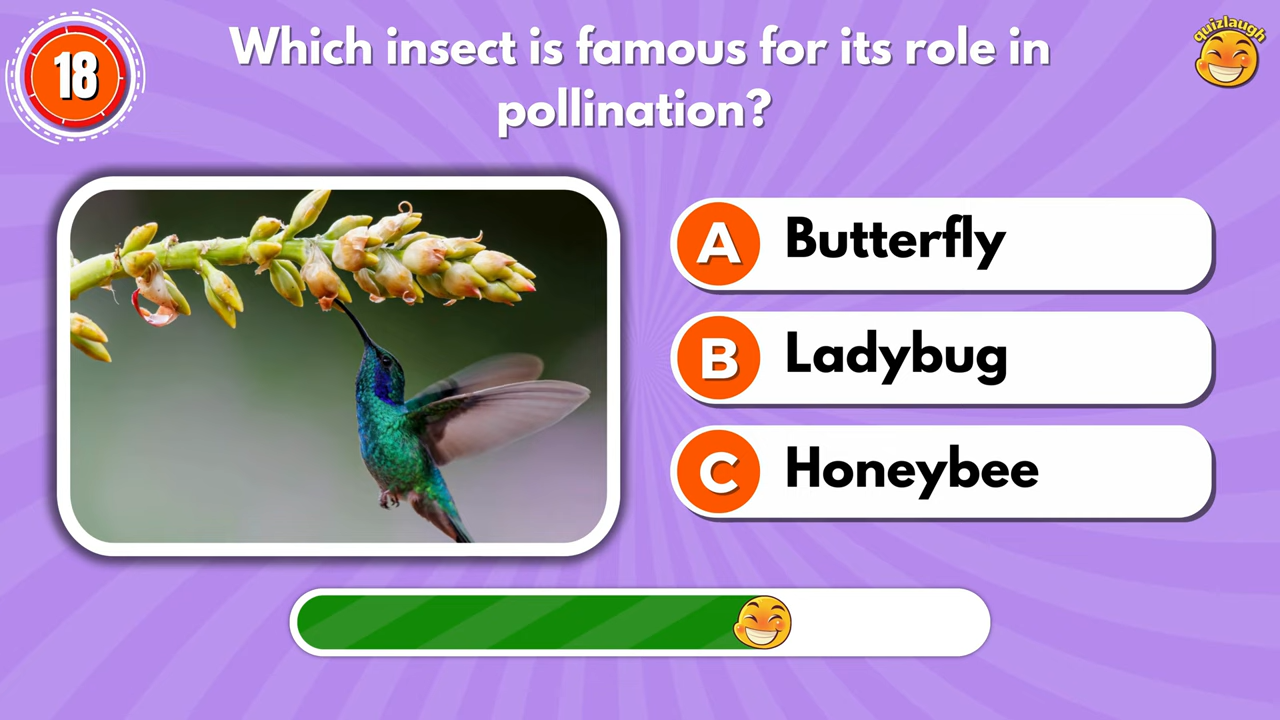 18
Which insect is famous for its role in
pollination?
quizlaugh
A Butterfly
B Ladybug
C Honeybee